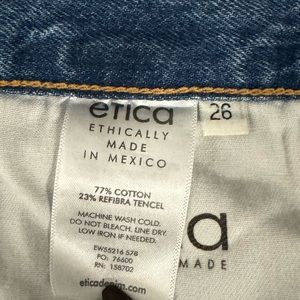 etica
ETHICALLY
MADE
IN MEXICO
26
77% COTTON
23% REFIBRA TENCEL
MACHINE WASH COLD.
DO NOT BLEACH. LINE DRY.
LOW IRON IF NEEDED.
EW55216 578
PO: 76600
RN: 158702
eticadenim.com
a
MADE